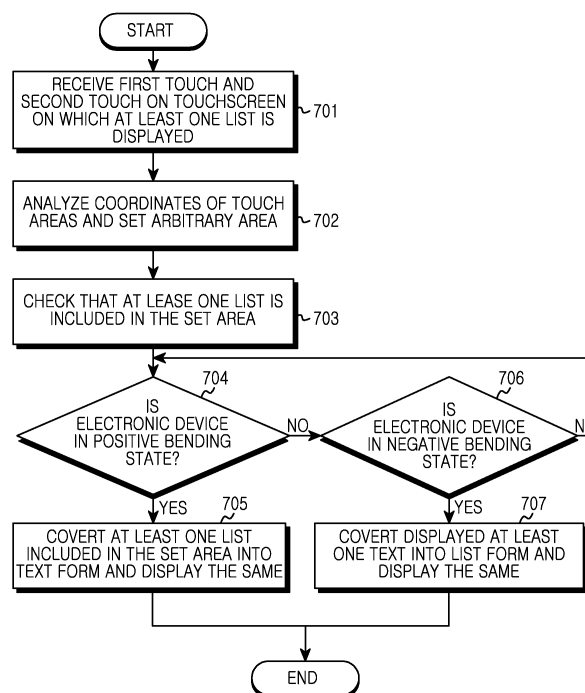 START
RECEIVE FIRST TOUCH AND
SECOND TOUCH ON TOUCHSCREEN
ON WHICH AT LEAST ONE LIST IS
DISPLAYED
701
ANALYZE COORDINATES OF TOUCH
AREAS AND SET ARBITRARY AREA
702
CHECK THAT AT LEASE ONE LIST IS
INCLUDED IN THE SET AREA
703
704
IS
ELECTRONIC DEVICE
IN POSITIVE BENDING
STATE?
NO
706
IS
ELECTRONIC DEVICE
IN NEGATIVE BENDING
STATE?
YES
705
COVERT AT LEAST ONE LIST
INCLUDED IN THE SET AREA INTO
TEXT FORM AND DISPLAY THE SAME
YES
707
COVERT DISPLAYED AT LEAST
ONE TEXT INTO LIST FORM AND
DISPLAY THE SAME
END